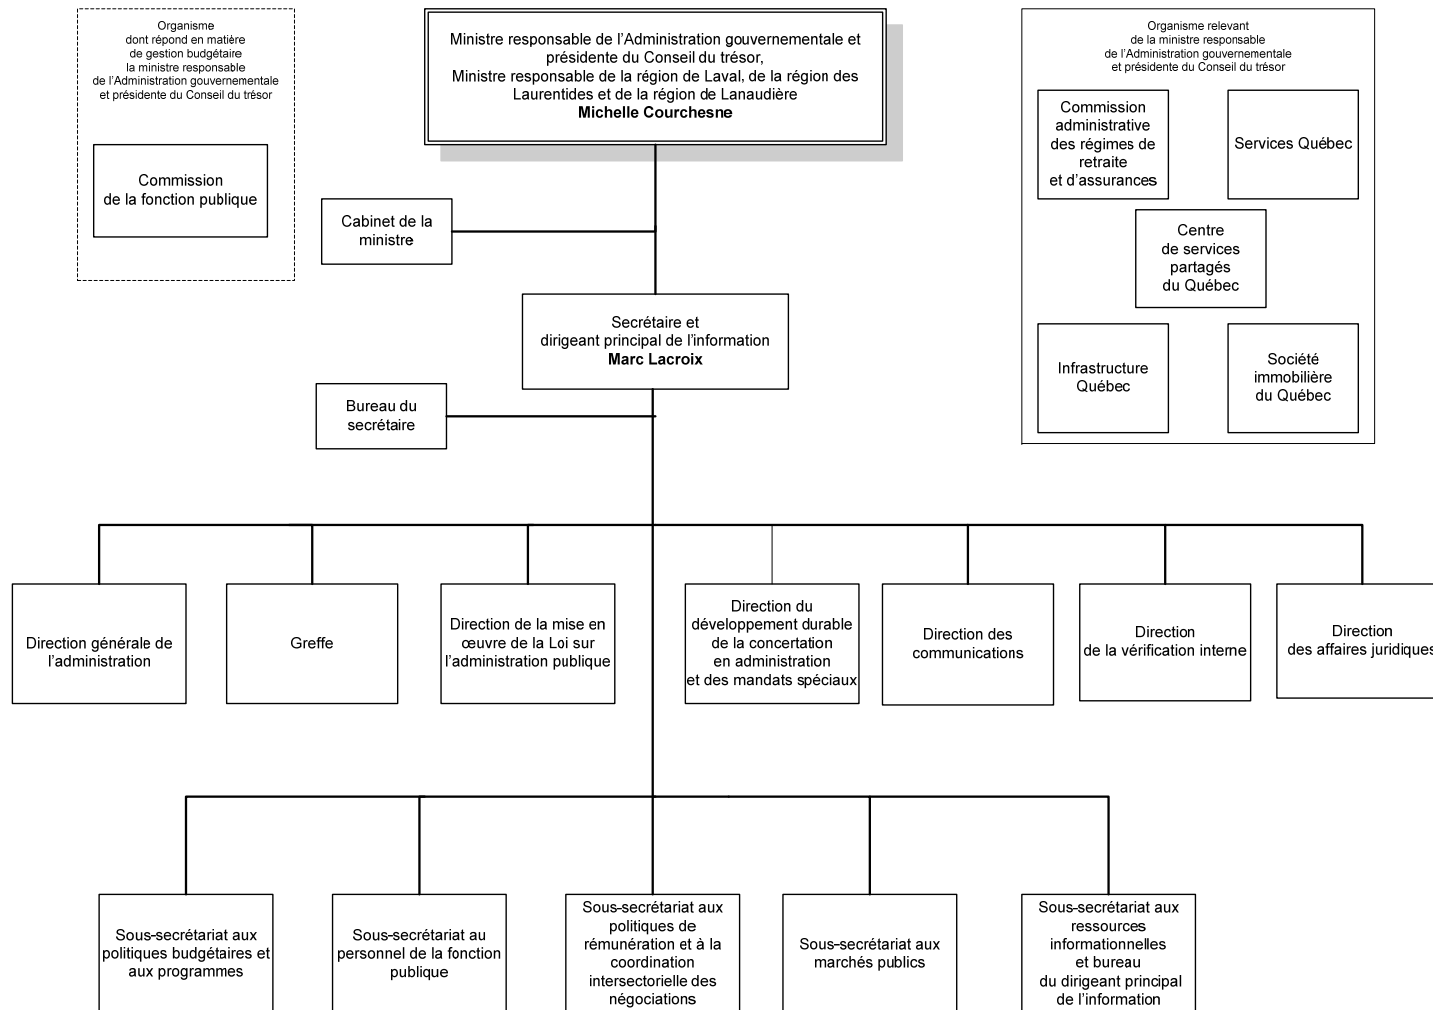 Organisme
dont répond en matière
de gestion budgétaire
la ministre responsable
de l'Administration gouvernementale
et présidente du Conseil du trésor
Commission
de la fonction publique
Ministre responsable de l'Administration gouvernementale et
présidente du Conseil du trésor,
Ministre responsable de la région de Laval, de la région des
Laurentides et de la région de Lanaudière
Michelle Courchesne
Organisme relevant
de la ministre responsable
de l'Administration gouvernementale
et présidente du Conseil du trésor
Commission
administrative
des régimes de
retraite
et d'assurances
Services Québec
Centre
de services
partagés
du Québec
Infrastructure
Québec
Société
immobilière
du Québec
Cabinet de la
ministre
Secrétaire et
dirigeant principal de l'information
Marc Lacroix
Bureau du
secrétaire
Direction générale de
l'administration
Greffe
Direction de la mise en
œuvre de la Loi sur
l'administration publique
Direction du
développement durable
de la concertation
en administration
et des mandats spéciaux
Direction des
communications
Direction
de la vérification interne
Direction
des affaires juridiques
Sous-secrétariat aux
politiques budgétaires et
aux programmes
Sous-secrétariat au
personnel de la fonction
publique
Sous-secrétariat aux
politiques de
rémunération et à la
coordination
intersectorielle des
négociations
Sous-secrétariat aux
marchés publics
Sous-secrétariat aux
ressources
informationnelles
et bureau
du dirigeant principal
de l'information